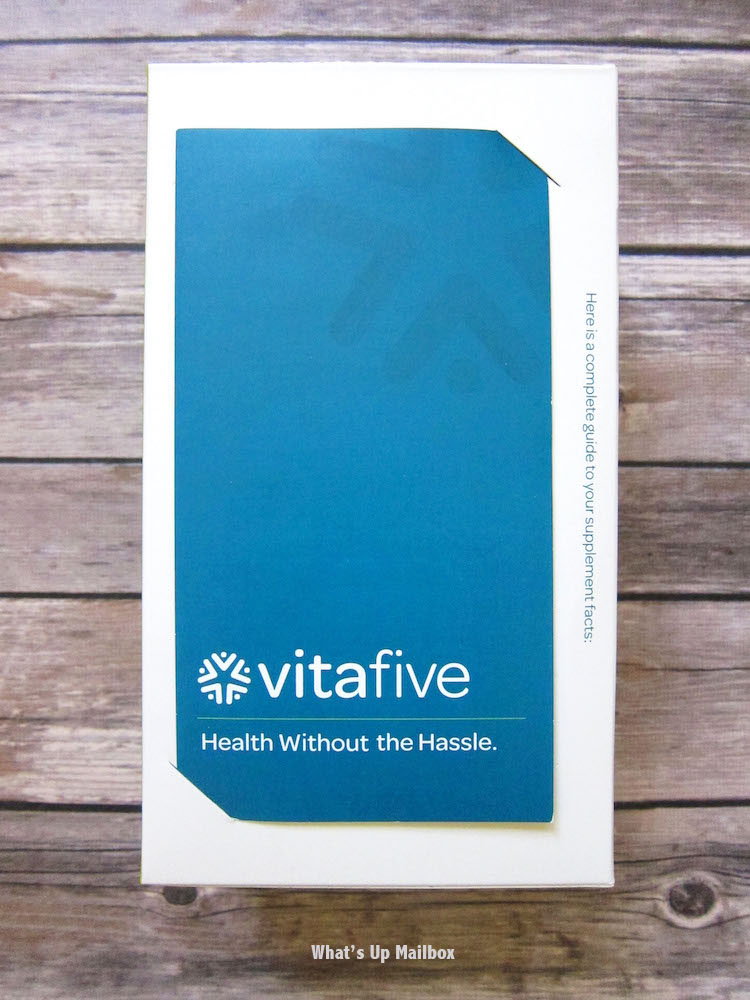 Here is a complete guide to your supplement facts:
vitafive
Health Without the Hassle.
What's Up Mailbox